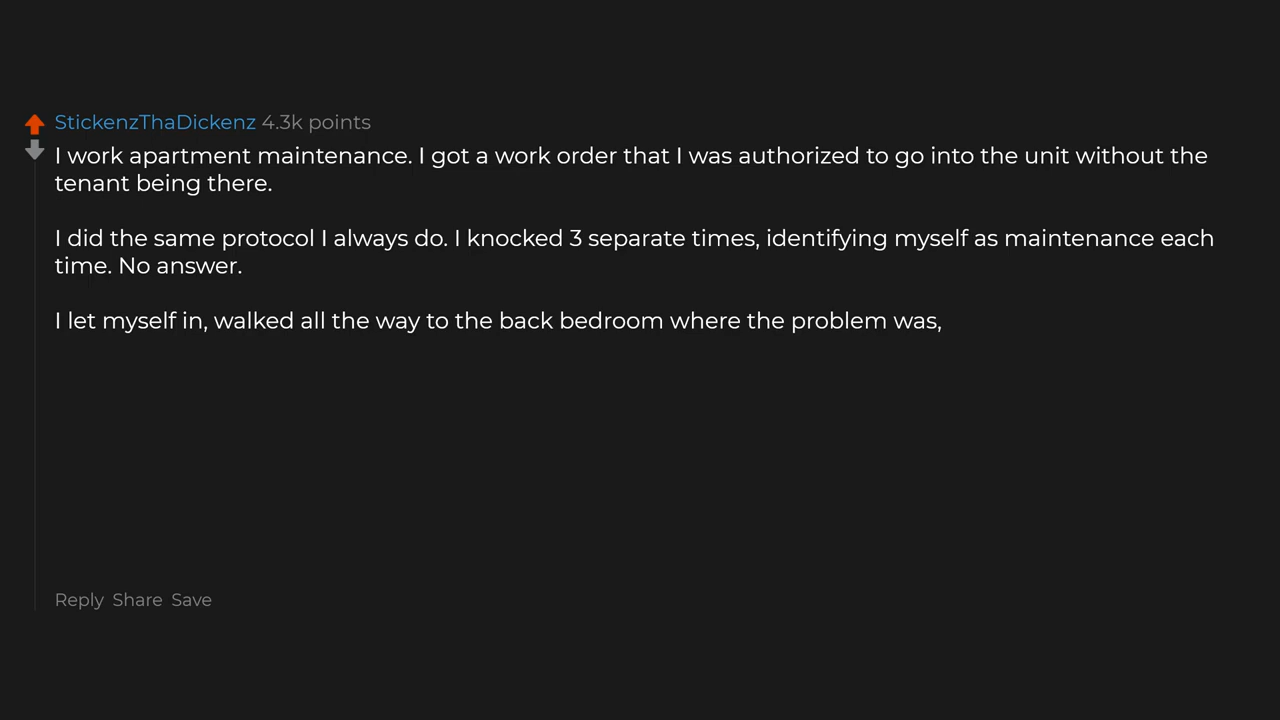 StickenzThaDickenz 4.3k points
I work apartment maintenance. I got a work order that I was authorized to go into the unit without the
tenant being there.
I did the same protocol I always do. I knocked 3 separate times, identifying myself as maintenance each
time. No answer.
I let myself in, walked all the way to the back bedroom where the problem was,
Reply Share Save